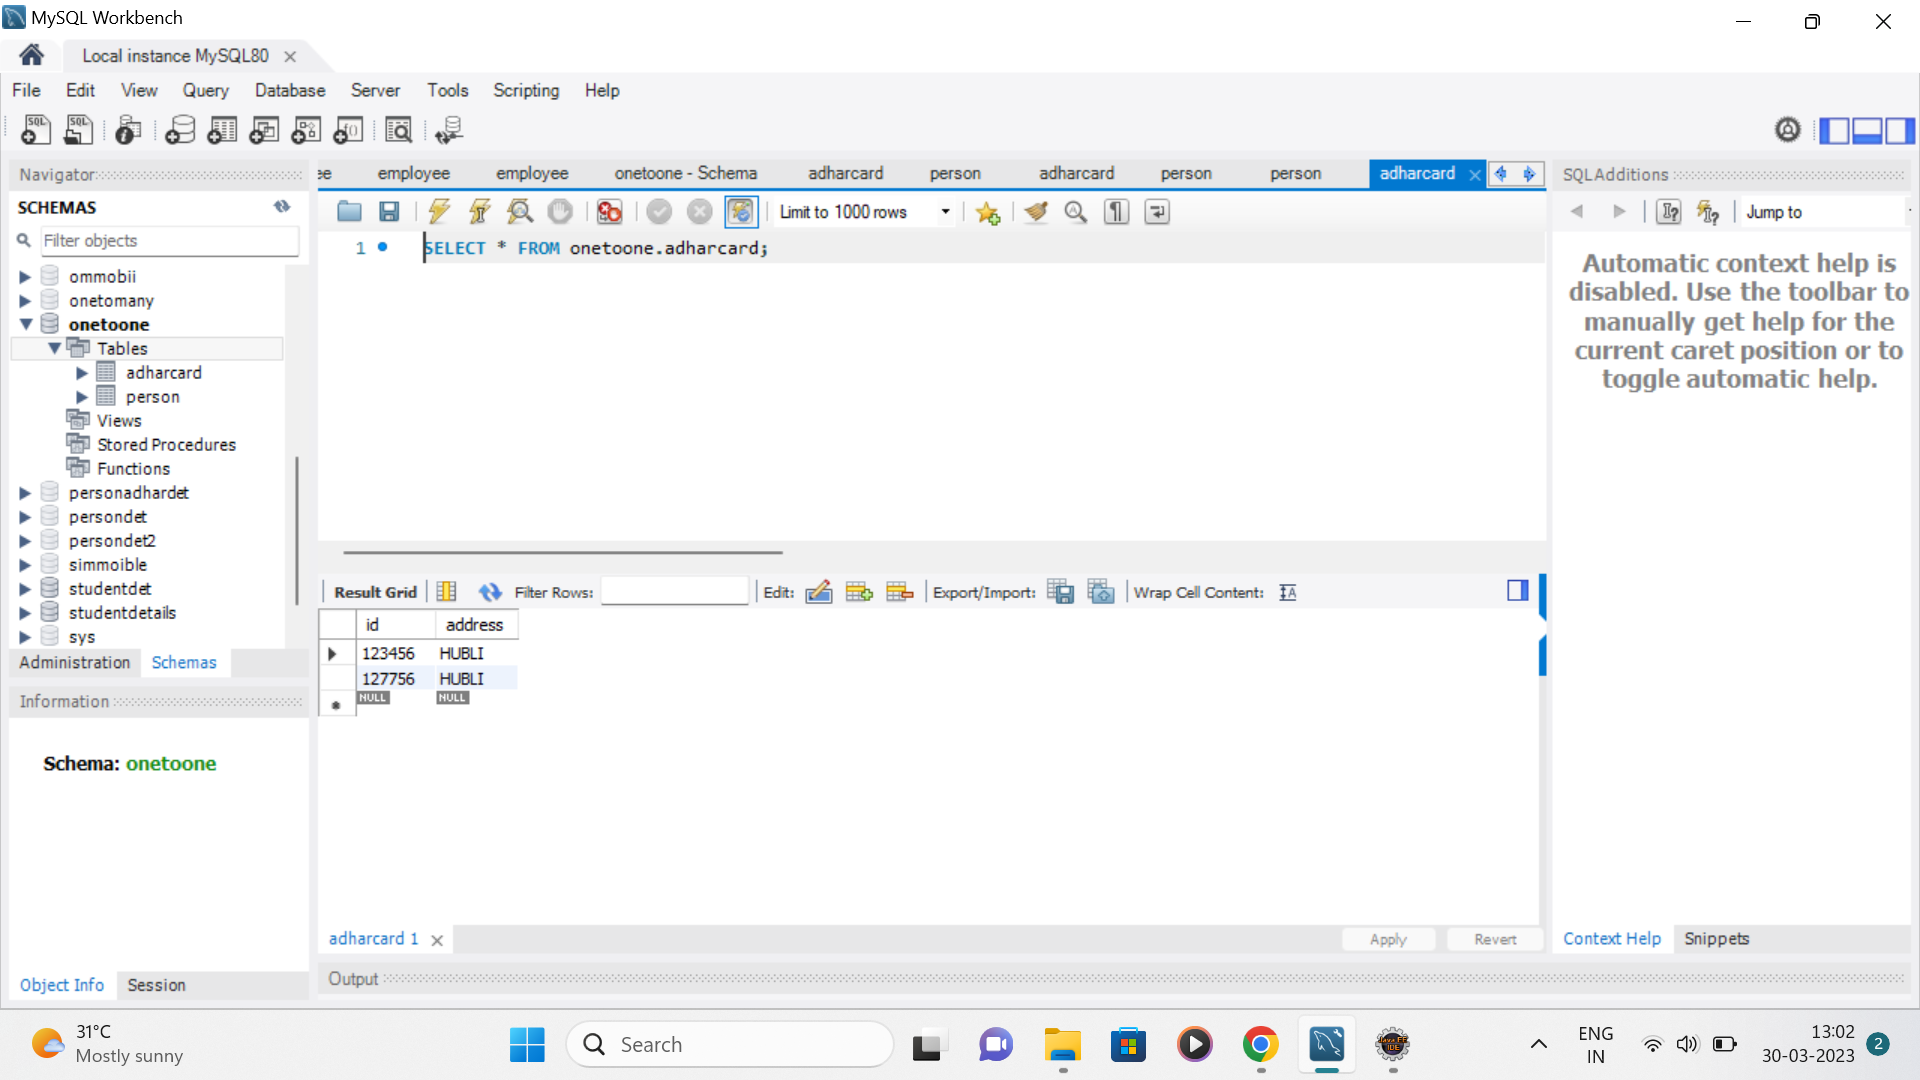 MySQL Workbench
Local instance MySQL80
File Edit View Query Database Server Tools Scripting Help
Navigator
SCHEMAS
Filter objects
ommobii
onetomany
onetoone
Tables
adharcard
person
Views
Stored Procedures
Functions
personadhardet
persondet
persondet2
simmoible
studentdet
studentdetails
sys
Administration Schemas
Information
Schema: onetoone
Object Info Session
ee employee employee onetoone - Schema adharcard person adharcard person person adharcard
Limit to 1000 rows
1 SELECT * FROM onetoone.adharcard;
Result Grid Filter Rows: Edit: Export/Import: Wrap Cell Content:
id address
123456 HUBLI
127756 HUBLI
NULL NULL
adharcard 1
Apply Revert
Output
SQLAdditions
Jump to
Automatic context help is
disabled. Use the toolbar to
manually get help for the
current caret position or to
toggle automatic help.
Context Help Snippets
31°C
Mostly sunny
Search
ENG
IN
13:02
30-03-2023
2